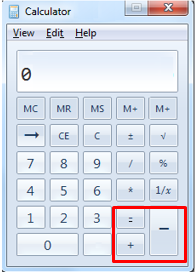 Calculator
View Edit Help
0
MC MR MS M+ M+
→ CE C ± √
7 8 9 / %
4 5 6 * 1/x
1 2 3 = −
0 +